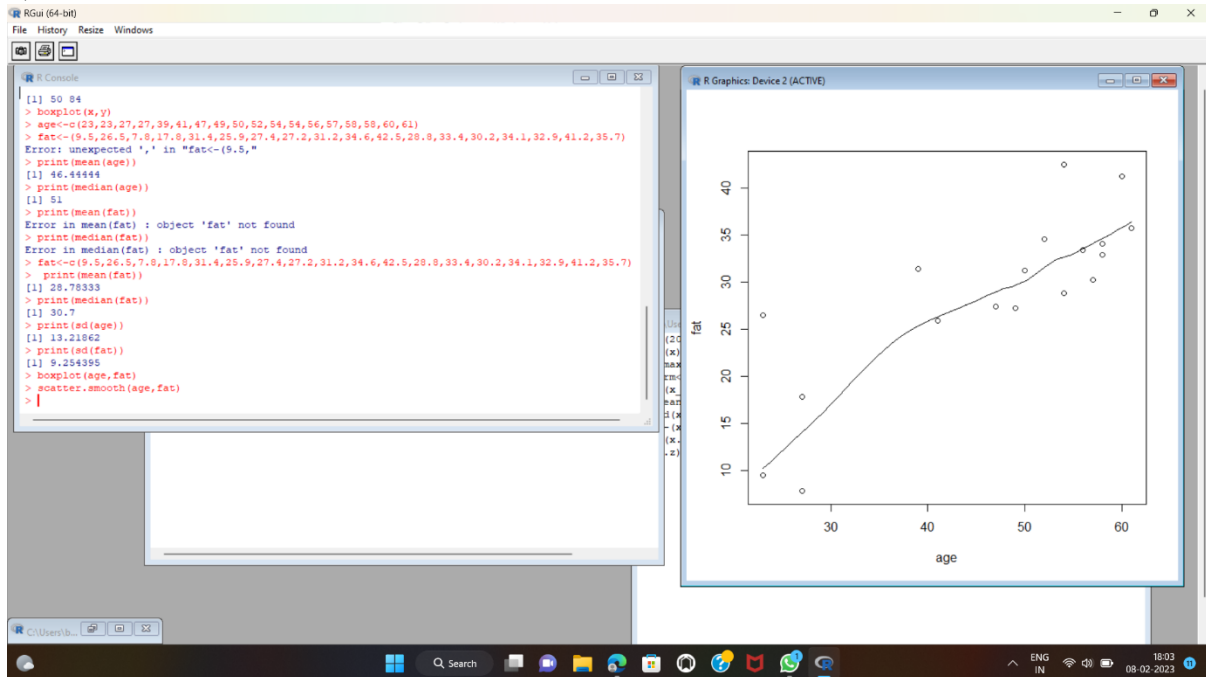 RGui (64-bit)
File History Resize Windows
R Console
[1] 50 84
> boxplot(x,y)
> age<-c(23,23,27,27,39,41,47,49,50,52,54,54,56,57,58,58,60,61)
> fat<-(9.5,26.5,7.8,17.8,31.4,25.9,27.4,27.2,31.2,34.6,42.5,28.8,33.4,30.2,34.1,32.9,41.2,35.7)
Error: unexpected ',' in "fat<-(9.5,"
> print(mean(age))
[1] 46.44444
> print(median(age))
[1] 51
> print(mean(fat))
Error in mean(fat) : object 'fat' not found
> print(median(fat))
Error in median(fat) : object 'fat' not found
> fat<-c(9.5,26.5,7.8,17.8,31.4,25.9,27.4,27.2,31.2,34.6,42.5,28.8,33.4,30.2,34.1,32.9,41.2,35.7)
>  print(mean(fat))
[1] 28.78333
> print(median(fat))
[1] 30.7
> print(sd(age))
[1] 13.21862
> print(sd(fat))
[1] 9.254395
> boxplot(age,fat)
> scatter.smooth(age,fat)
>
\Use
(20
(x)
max
rm<
(x_
ean
d(x
-(x
(x.
.z)
R Graphics: Device 2 (ACTIVE)
40
35
30
25
20
15
10
fat
30 40 50 60
age
C:\Users\b...
Search
ENG
IN
18:03
08-02-2023
11